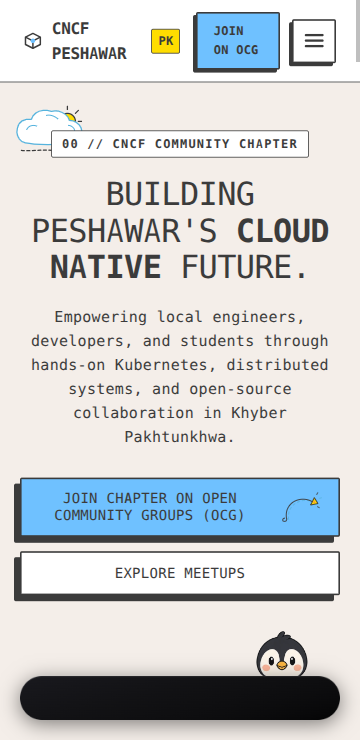 CNCF
PESHAWAR
PK
JOIN
ON OCG
00 // CNCF COMMUNITY CHAPTER
BUILDING
PESHAWAR'S CLOUD
NATIVE FUTURE.
Empowering local engineers,
developers, and students through
hands-on Kubernetes, distributed
systems, and open-source
collaboration in Khyber
Pakhtunkhwa.
JOIN CHAPTER ON OPEN
COMMUNITY GROUPS (OCG)
EXPLORE MEETUPS